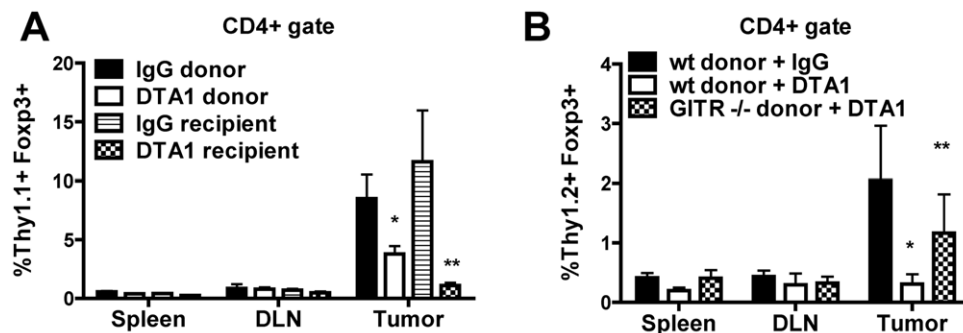 A
CD4+ gate
%Thy1.1+ Foxp3+
20
15
10
5
0
IgG donor
DTA1 donor
IgG recipient
DTA1 recipient
*
**
Spleen
DLN
Tumor
B
CD4+ gate
%Thy1.2+ Foxp3+
4
3
2
1
0
wt donor + IgG
wt donor + DTA1
GITR -/- donor + DTA1
**
*
Spleen
DLN
Tumor